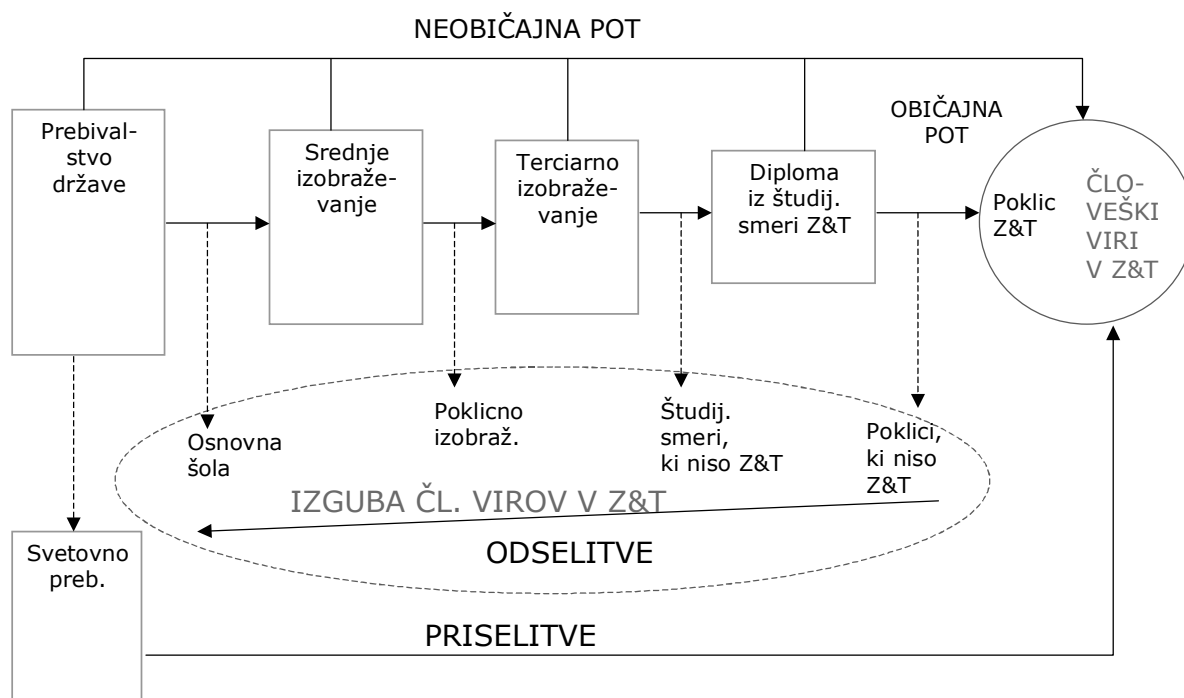 NEOBIČAJNA POT
OBIČAJNA
POT
Prebival-
stvo
države
Srednje
izobraže-
vanje
Terciarno
izobraže-
vanje
Diploma
iz študij.
smeri Z&T
Poklic
Z&T
ČLO-
VEŠKI
VIRI
V Z&T
Osnovna
šola
Poklicno
izobraž.
Študij.
smeri,
ki niso Z&T
Poklici,
ki niso
Z&T
IZGUBA ČL. VIROV V Z&T
ODSELITVE
Svetovno
preb.
PRISELITVE